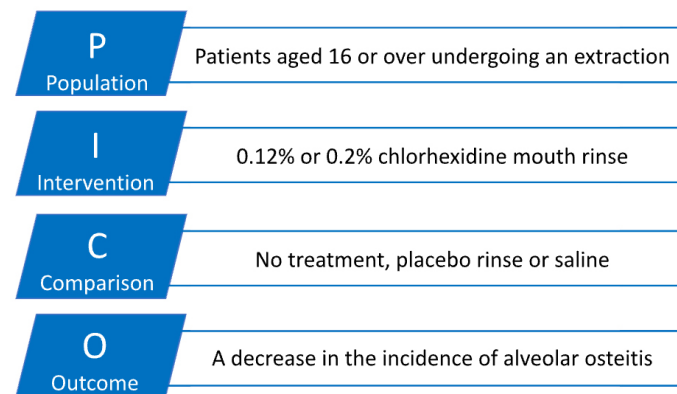 P
Population
Patients aged 16 or over undergoing an extraction
I
Intervention
0.12% or 0.2% chlorhexidine mouth rinse
C
Comparison
No treatment, placebo rinse or saline
O
Outcome
A decrease in the incidence of alveolar osteitis